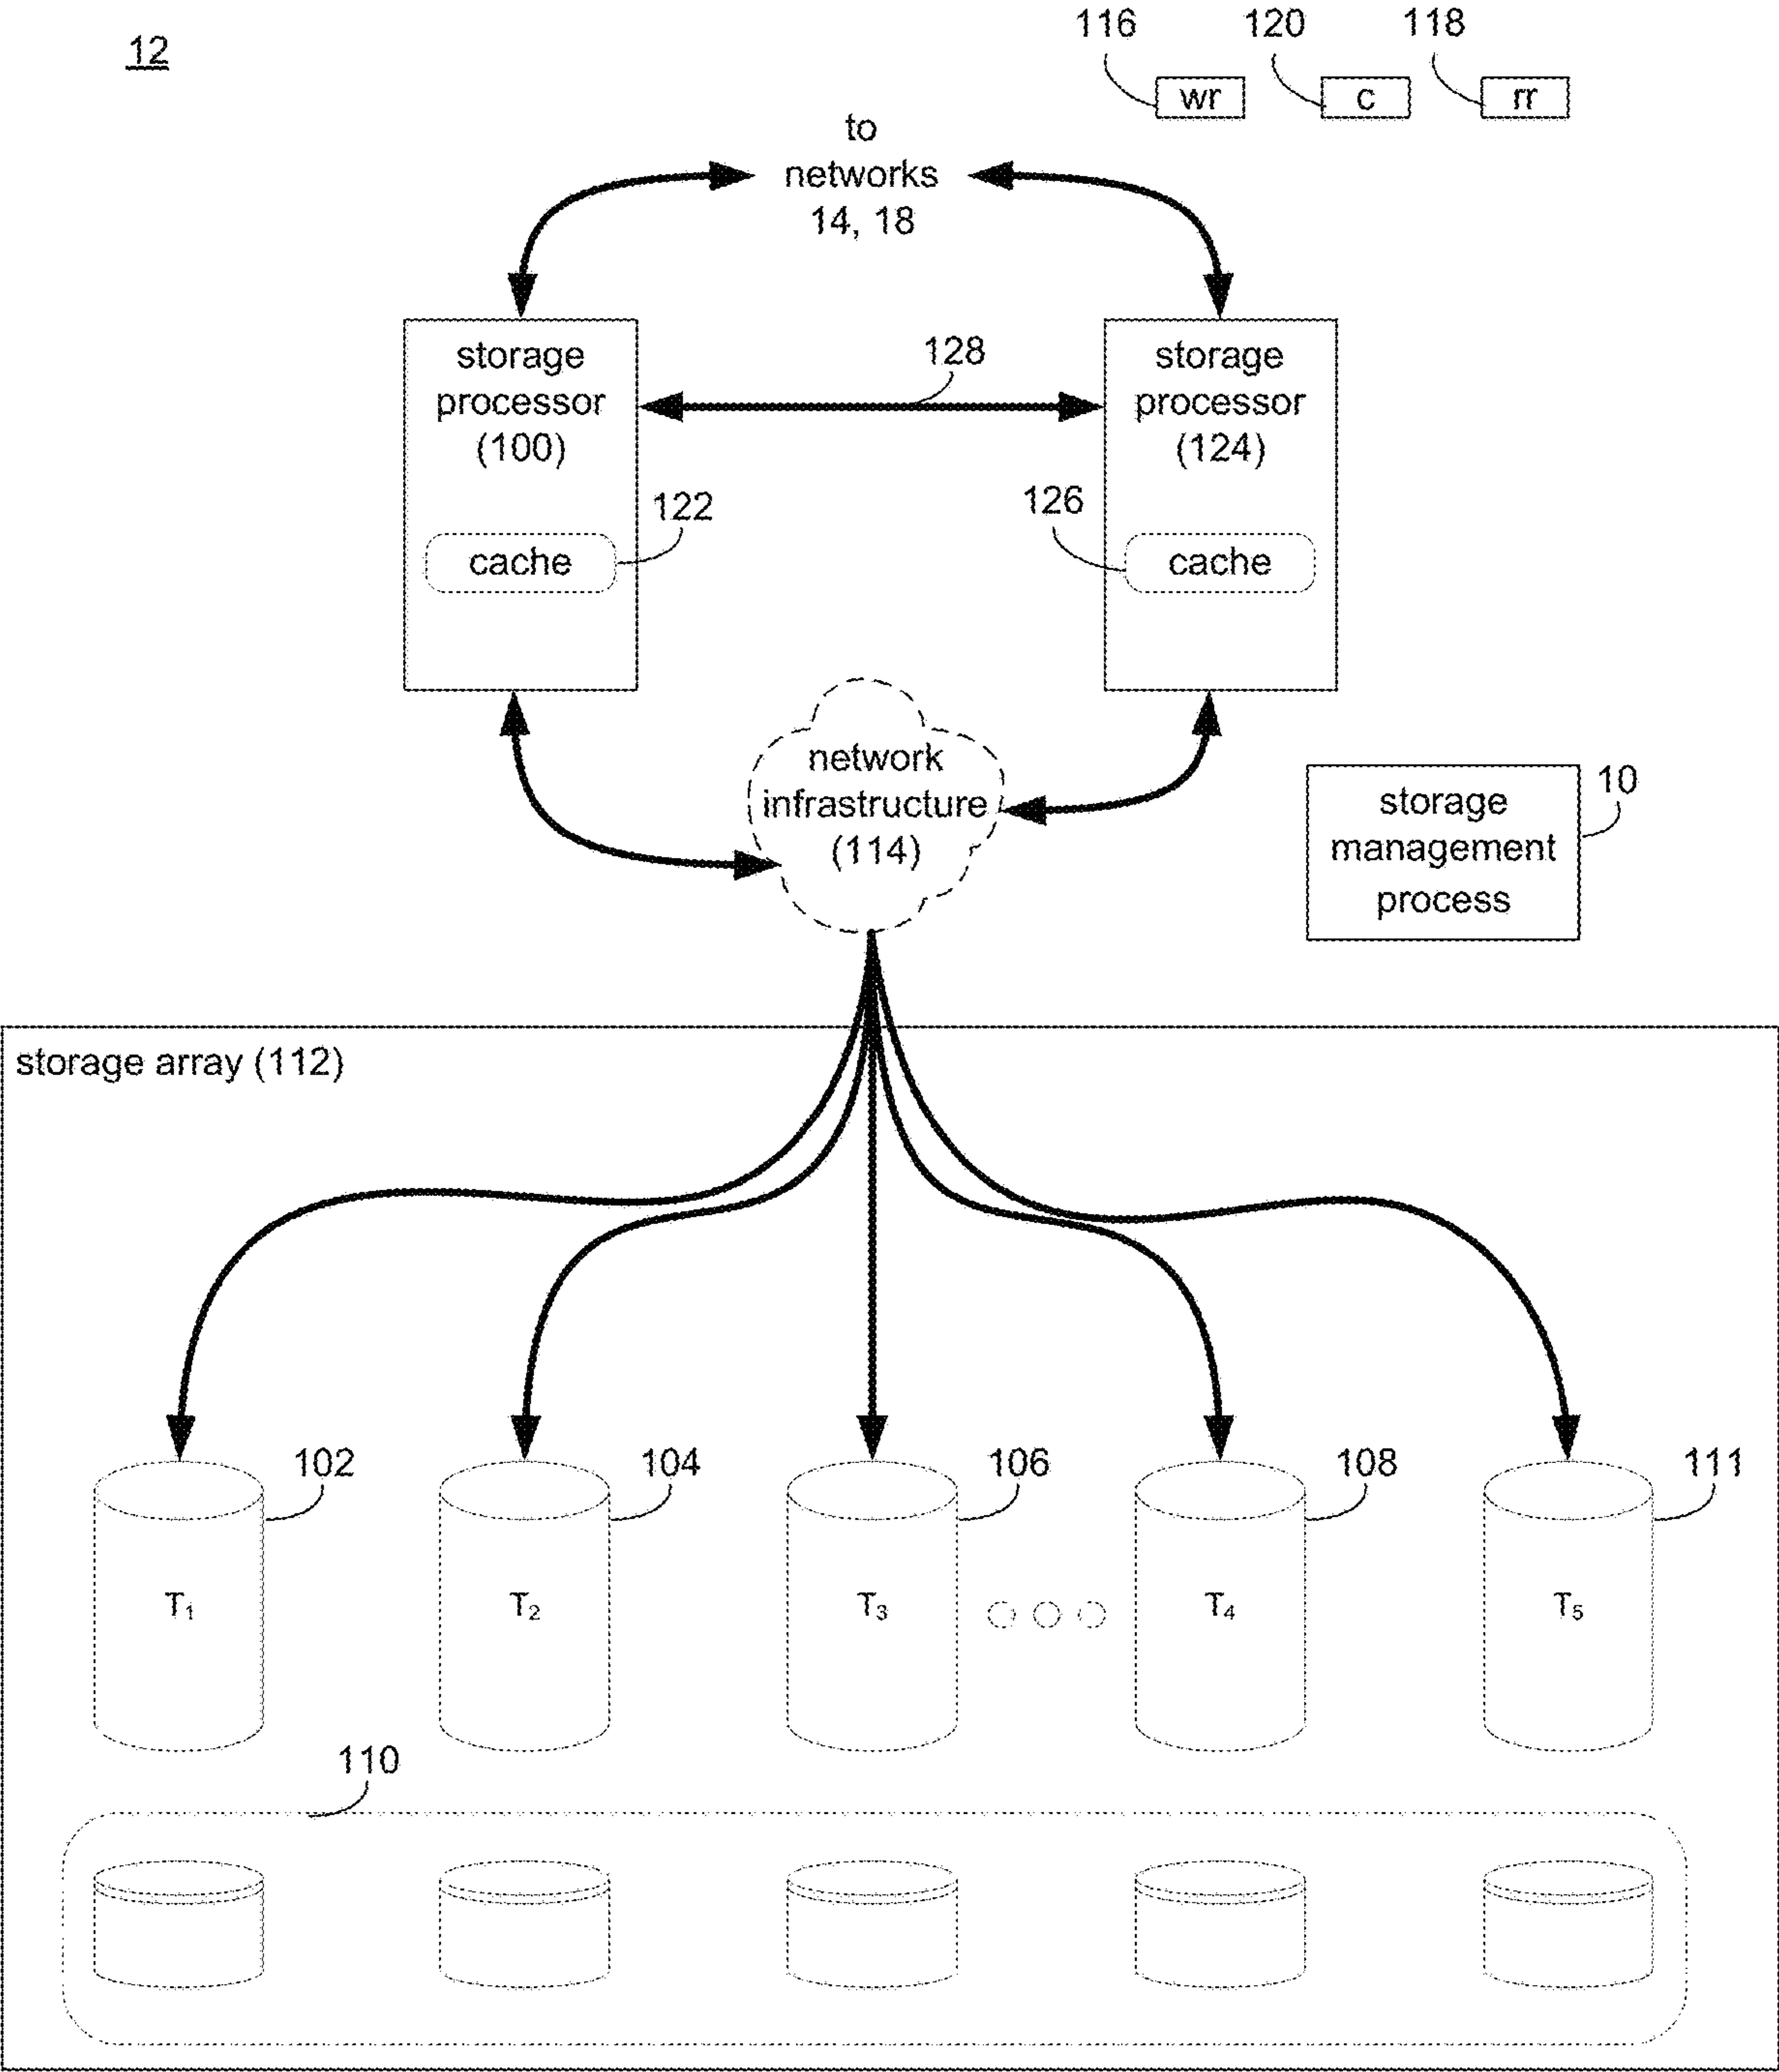 12
116
120
118
wr
c
rr
to
networks
14, 18
storage
processor
(100)
128
storage
processor
(124)
122
cache
126
cache
network
infrastructure
(114)
10
storage
management
process
storage array (112)
102
104
106
108
111
T₁
T₂
T₃
T₄
T₅
110